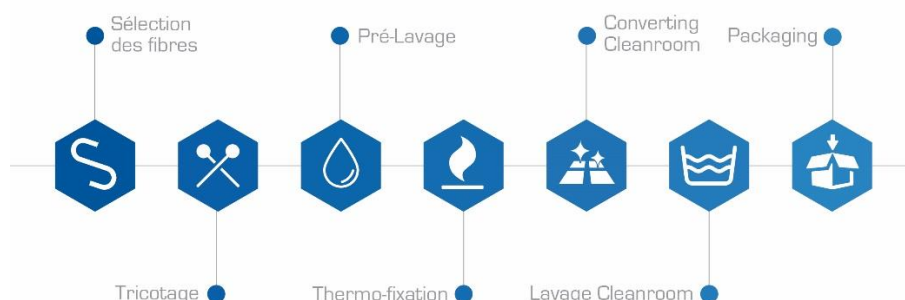 Sélection
des fibres
Pré-Lavage
Converting
Cleanroom
Packaging
Tricotage
Thermo-fixation
Lavage Cleanroom